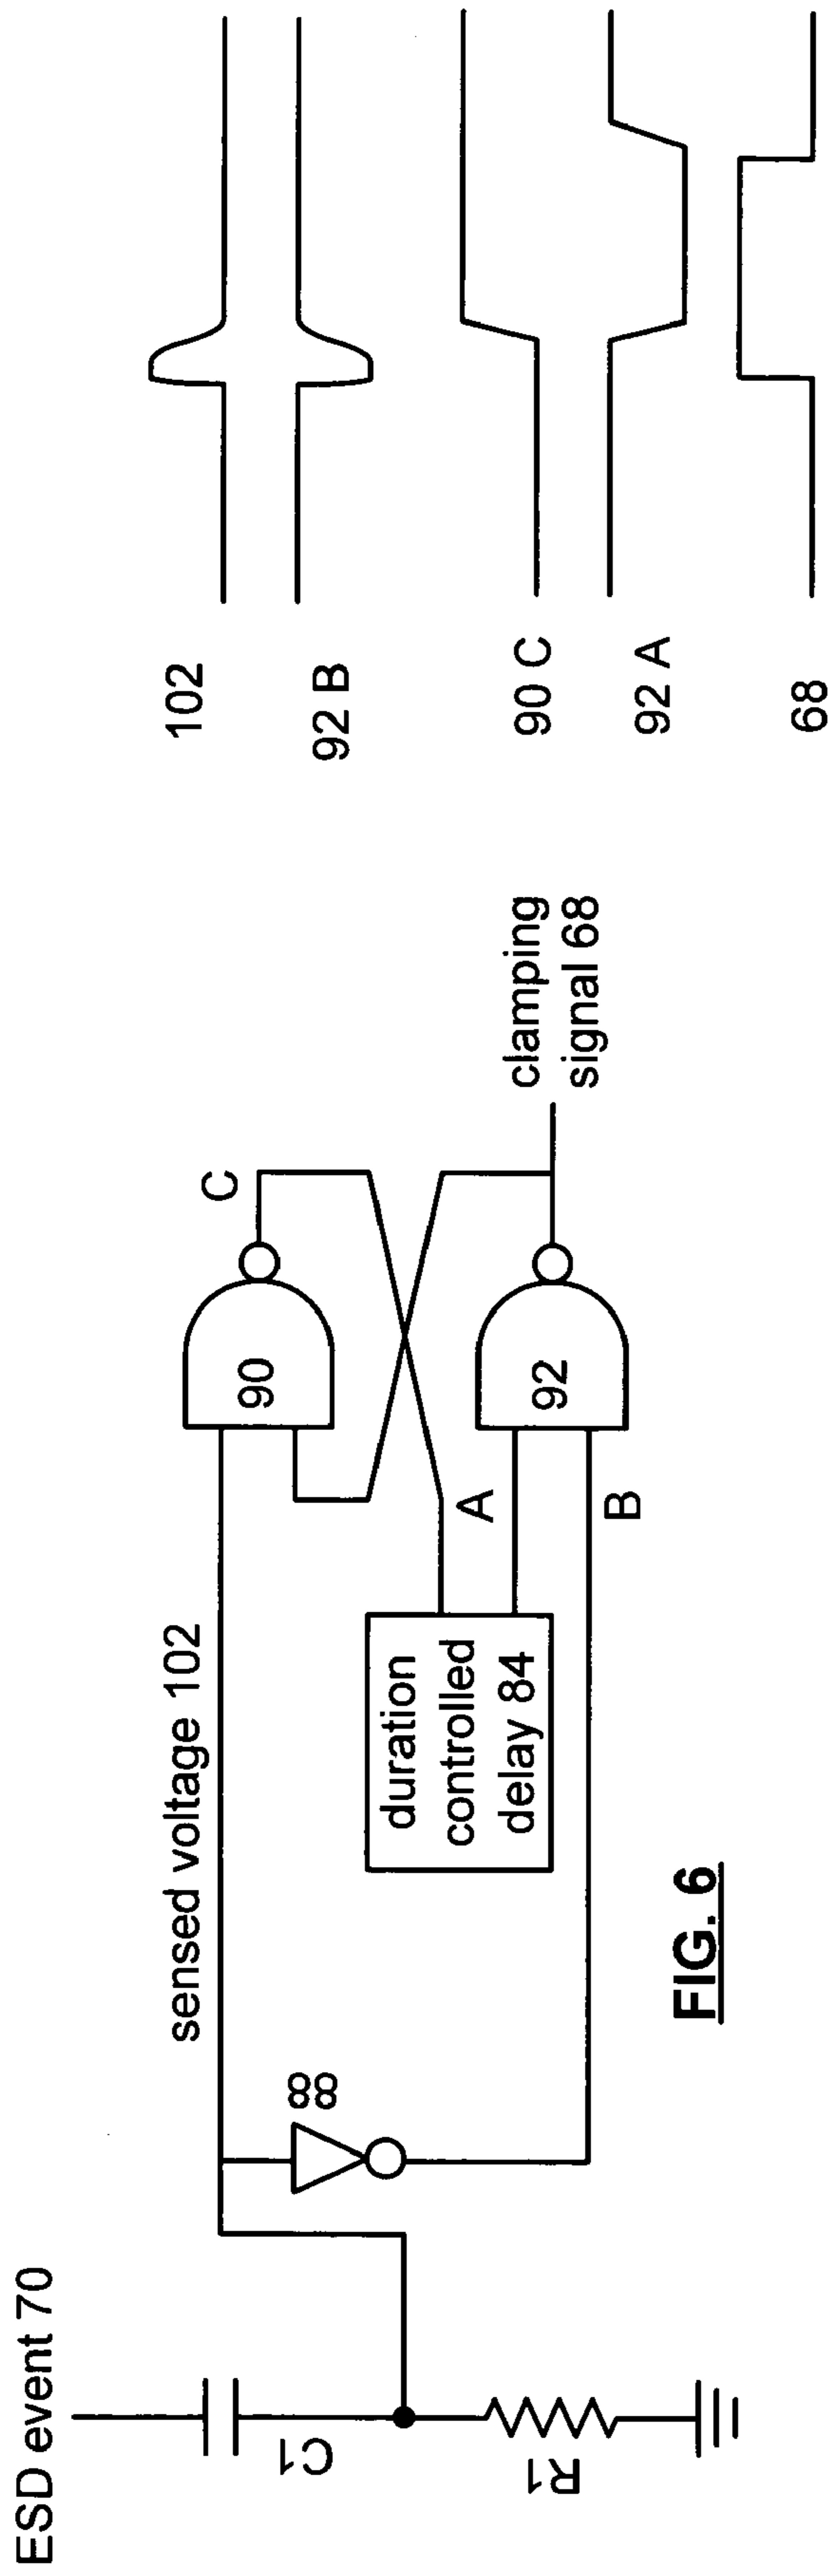 ESD event 70
C1
R1
88
sensed voltage 102
duration
controlled
delay 84
A
B
90
92
C
clamping
signal 68
FIG. 6
102
92 B
90 C
92 A
68